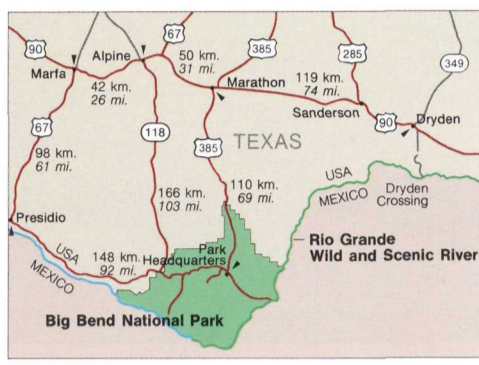 90
67
385
285
349
Alpine
50 km.
31 mi.
Marfa
42 km.
26 mi.
Marathon
119 km.
74 mi.
Sanderson
90
Dryden
67
118
385
TEXAS
98 km.
61 mi.
166 km.
103 mi.
110 km.
69 mi.
USA
MEXICO
Dryden
Crossing
Presidio
USA
MEXICO
148 km.
92 mi.
Park
Headquarters
Rio Grande
Wild and Scenic River
Big Bend National Park